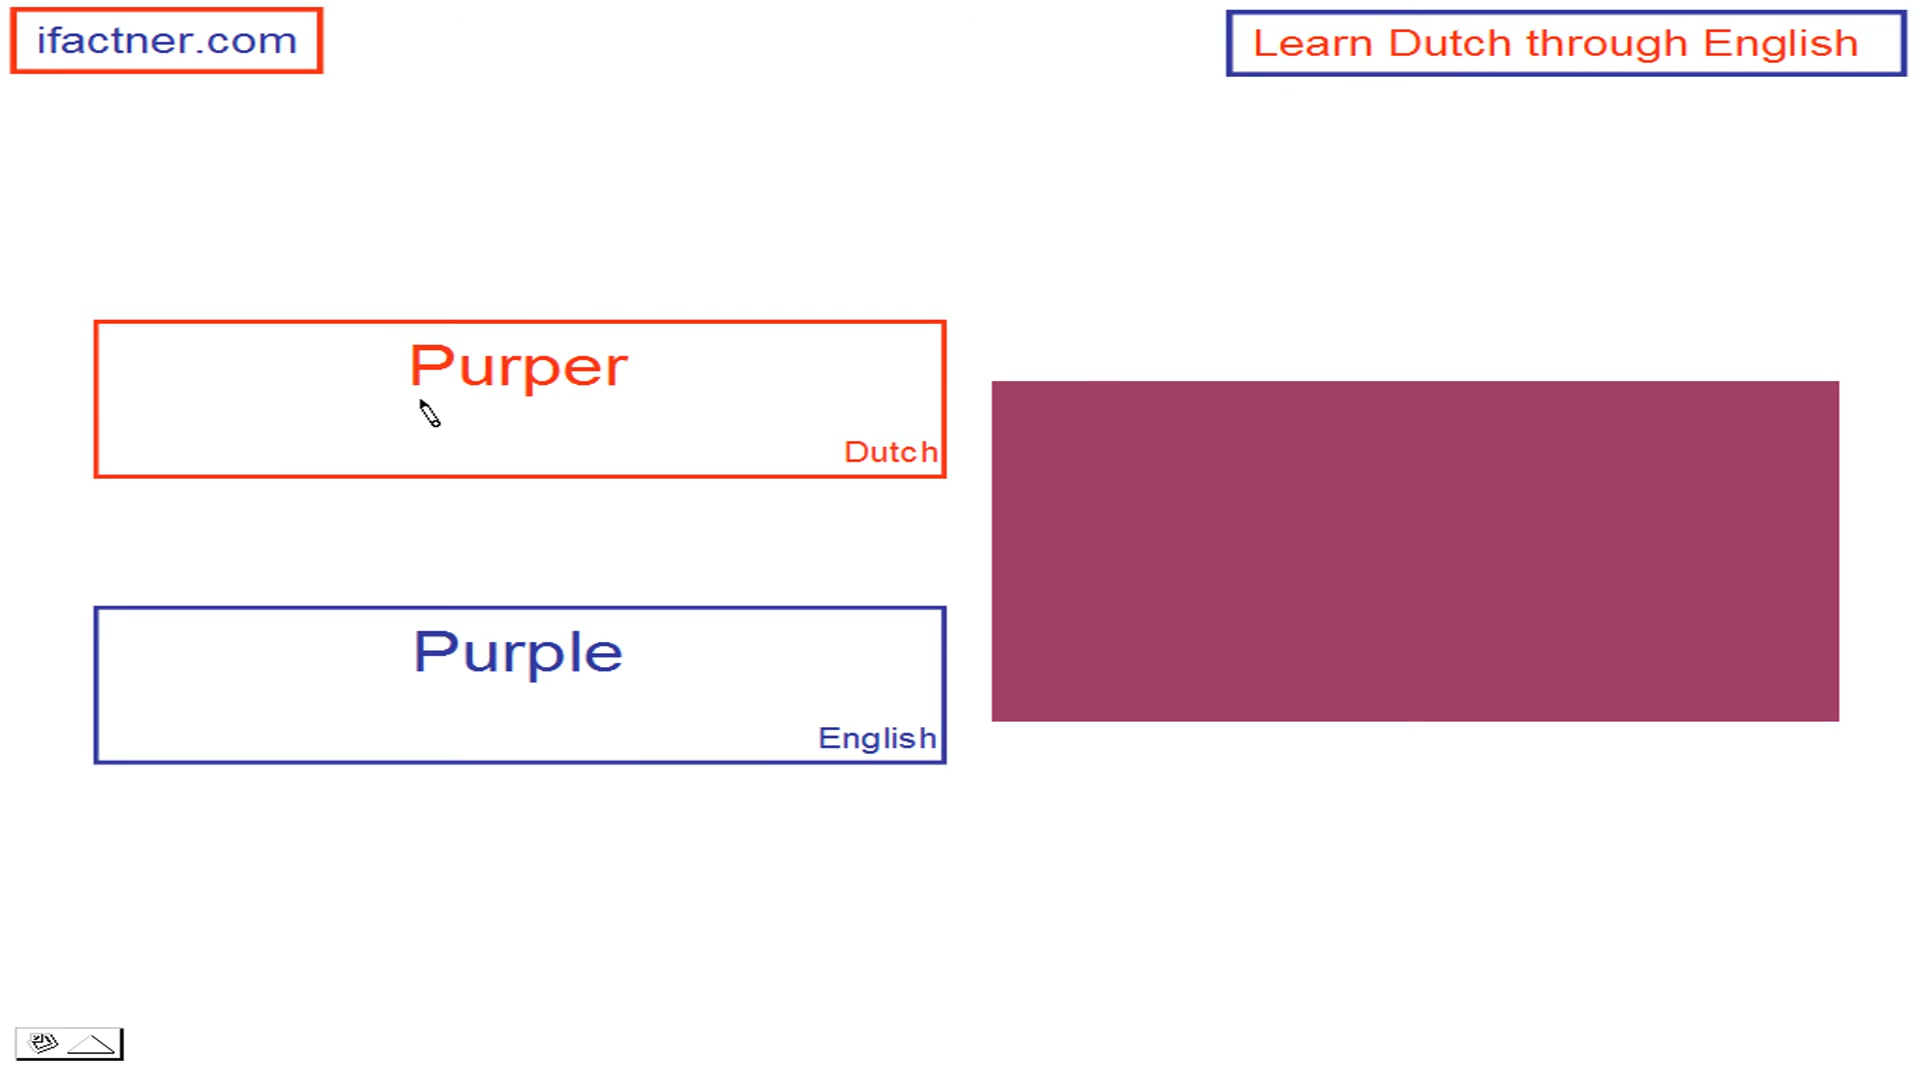 ifactner.com
Learn Dutch through English
Purper
Dutch
Purple
English